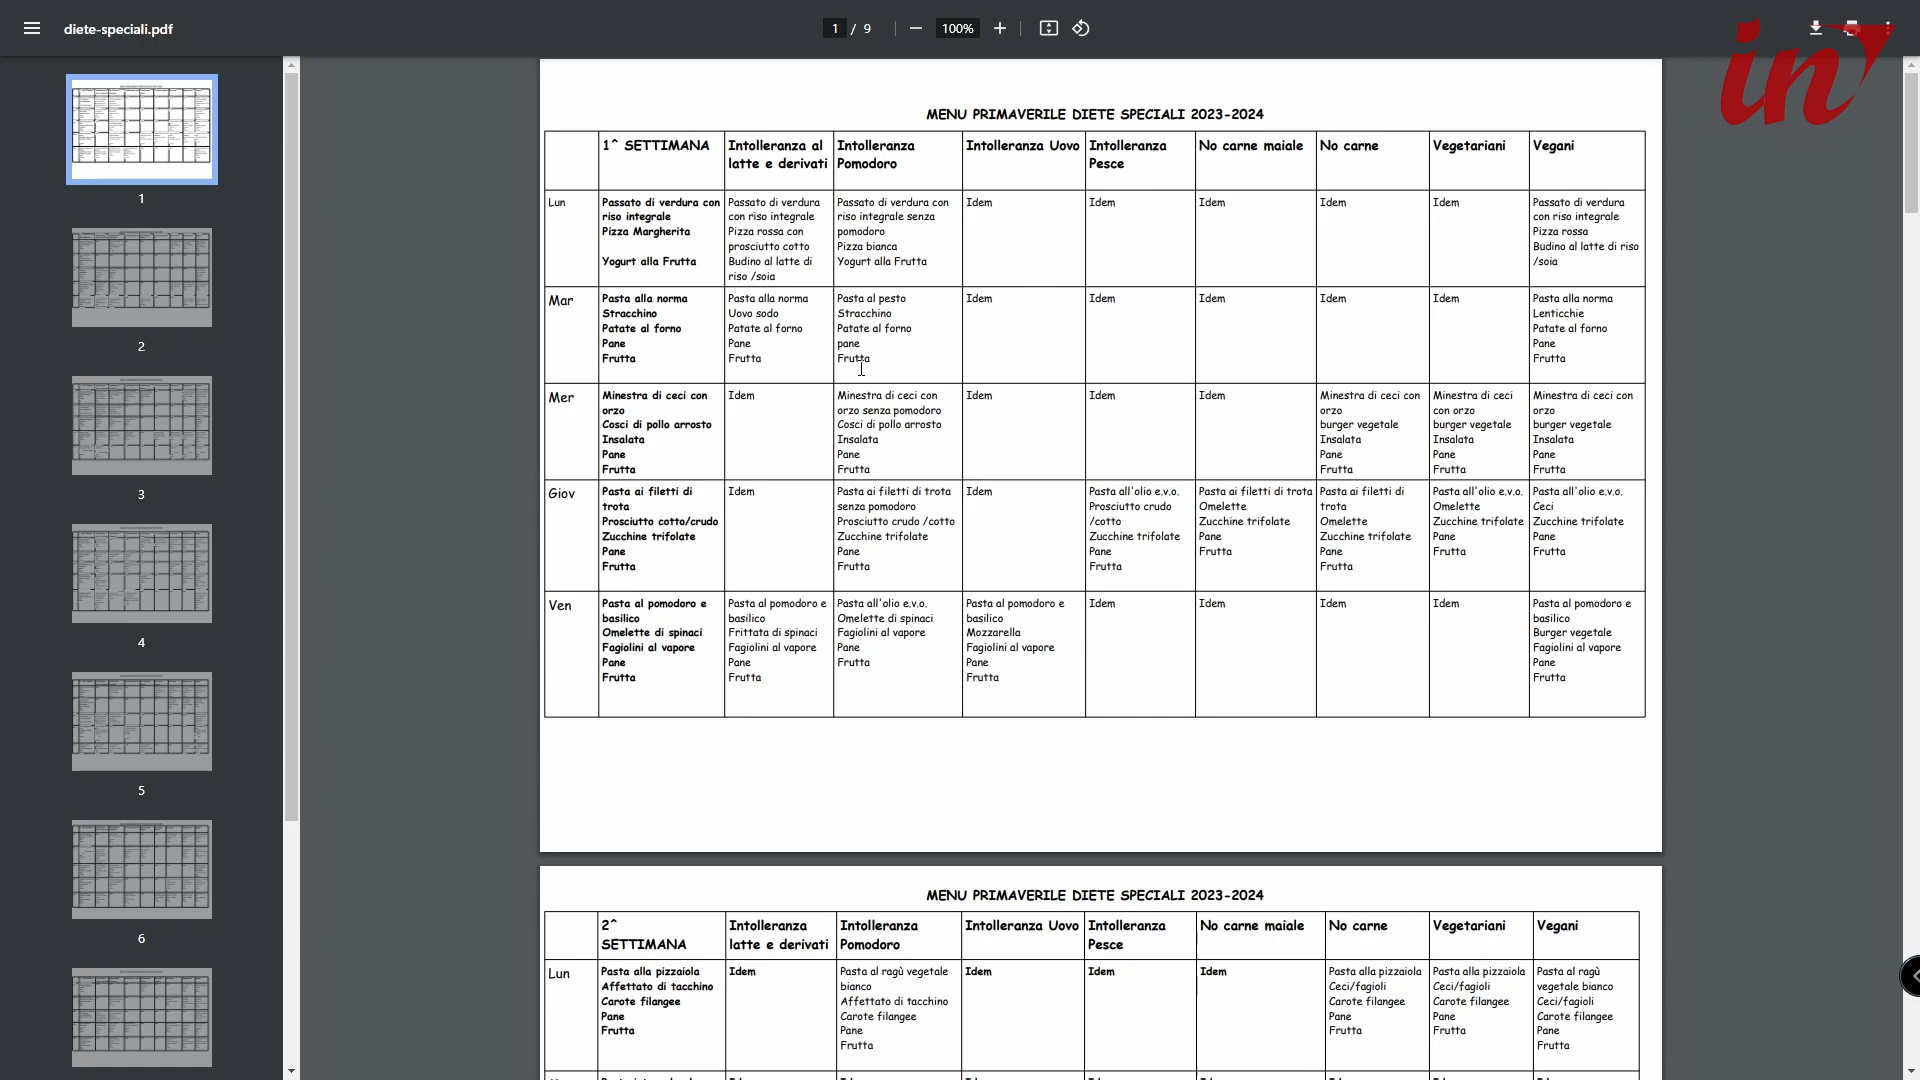 diete-speciali.pdf
1 / 9
100%
in
1
2
3
4
5
6
MENU PRIMAVERILE DIETE SPECIALI 2023-2024
1^ SETTIMANA
Intolleranza al
latte e derivati
Intolleranza
Pomodoro
Intolleranza Uovo
Intolleranza
Pesce
No carne maiale
No carne
Vegetariani
Vegani
Lun
Passato di verdura con
riso integrale
Pizza Margherita
Yogurt alla Frutta
Passato di verdura
con riso integrale
Pizza rossa con
prosciutto cotto
Budino al latte di
riso /soia
Passato di verdura con
riso integrale senza
pomodoro
Pizza bianca
Yogurt alla Frutta
Idem
Idem
Idem
Idem
Idem
Passato di verdura
con riso integrale
Pizza rossa
Budino al latte di riso
/soia
Mar
Pasta alla norma
Stracchino
Patate al forno
Pane
Frutta
Pasta alla norma
Uovo sodo
Patate al forno
Pane
Frutta
Pasta al pesto
Stracchino
Patate al forno
pane
Frutta
Idem
Idem
Idem
Idem
Idem
Pasta alla norma
Lenticchie
Patate al forno
Pane
Frutta
Mer
Minestra di ceci con
orzo
Cosci di pollo arrosto
Insalata
Pane
Frutta
Idem
Minestra di ceci con
orzo senza pomodoro
Cosci di pollo arrosto
Insalata
Pane
Frutta
Idem
Idem
Idem
Minestra di ceci con
orzo
burger vegetale
Insalata
Pane
Frutta
Minestra di ceci
con orzo
burger vegetale
Insalata
Pane
Frutta
Minestra di ceci con
orzo
burger vegetale
Insalata
Pane
Frutta
Giov
Pasta ai filetti di
trota
Prosciutto cotto/crudo
Zucchine trifolate
Pane
Frutta
Idem
Pasta ai filetti di trota
senza pomodoro
Prosciutto crudo /cotto
Zucchine trifolate
Pane
Frutta
Idem
Pasta all'olio e.v.o.
Prosciutto crudo
/cotto
Zucchine trifolate
Pane
Frutta
Pasta ai filetti di trota
Omelette
Zucchine trifolate
Pane
Frutta
Pasta ai filetti di
trota
Omelette
Zucchine trifolate
Pane
Frutta
Pasta all'olio e.v.o.
Omelette
Zucchine trifolate
Pane
Frutta
Pasta all'olio e.v.o.
Ceci
Zucchine trifolate
Pane
Frutta
Ven
Pasta al pomodoro e
basilico
Omelette di spinaci
Fagiolini al vapore
Pane
Frutta
Pasta al pomodoro e
basilico
Frittata di spinaci
Fagiolini al vapore
Pane
Frutta
Pasta all'olio e.v.o.
Omelette di spinaci
Fagiolini al vapore
Pane
Frutta
Pasta al pomodoro e
basilico
Mozzarella
Fagiolini al vapore
Pane
Frutta
Idem
Idem
Idem
Idem
Pasta al pomodoro e
basilico
Burger vegetale
Fagiolini al vapore
Pane
Frutta
MENU PRIMAVERILE DIETE SPECIALI 2023-2024
2^
SETTIMANA
Intolleranza
latte e derivati
Intolleranza
Pomodoro
Intolleranza Uovo
Intolleranza
Pesce
No carne maiale
No carne
Vegetariani
Vegani
Lun
Pasta alla pizzaiola
Affettato di tacchino
Carote filangee
Pane
Frutta
Idem
Pasta al ragù vegetale
bianco
Affettato di tacchino
Carote filangee
Pane
Frutta
Idem
Idem
Idem
Pasta alla pizzaiola
Ceci/fagioli
Carote filangee
Pane
Frutta
Pasta alla pizzaiola
Ceci/fagioli
Carote filangee
Pane
Frutta
Pasta al ragù
vegetale bianco
Ceci/fagioli
Carote filangee
Pane
Frutta